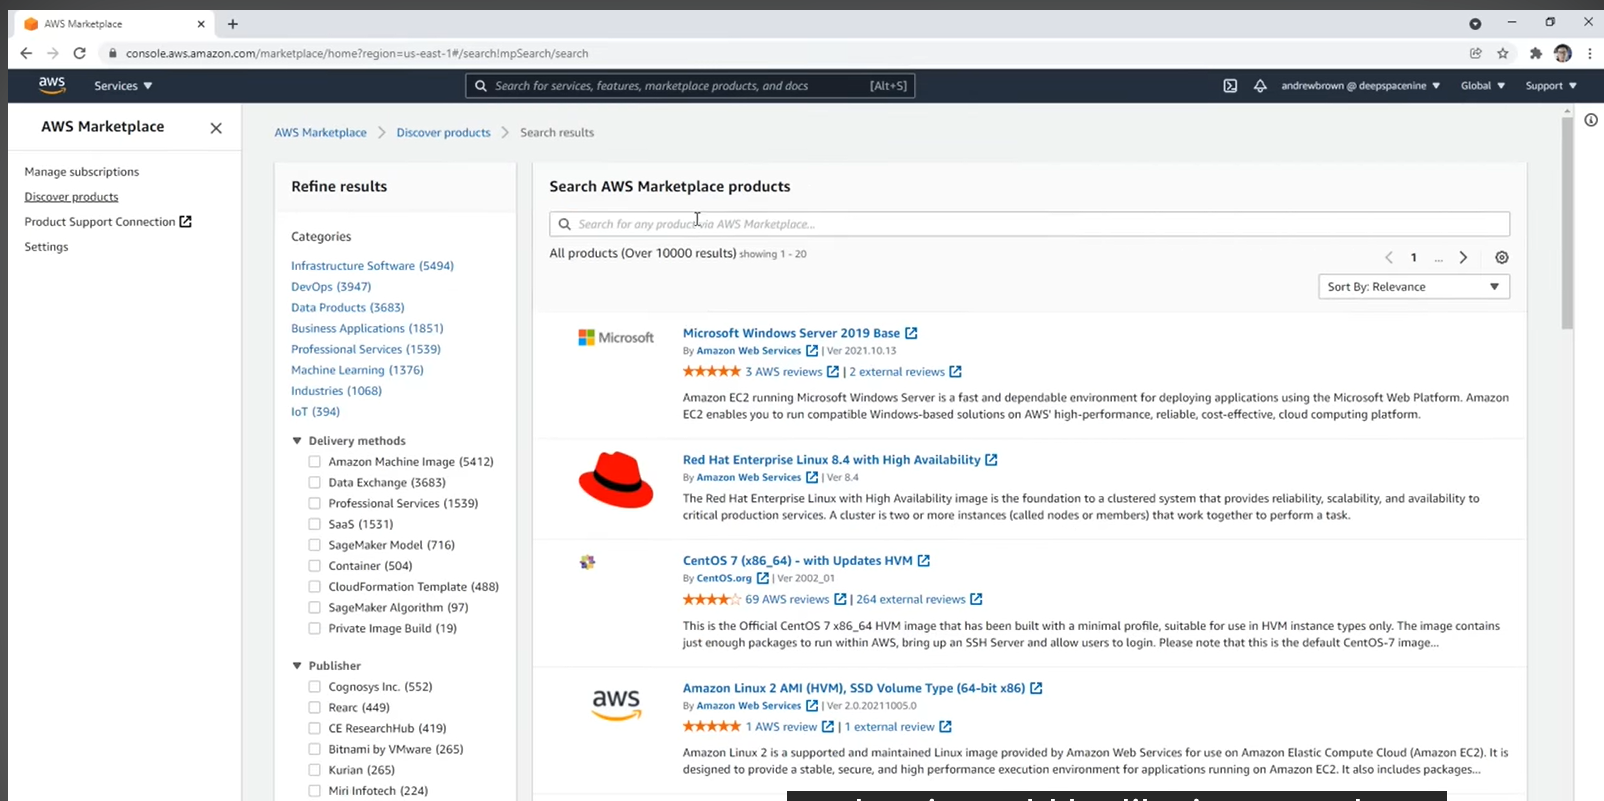 AWS Marketplace
console.aws.amazon.com/marketplace/home?region=us-east-1#/search!mpSearch/search
aws
Services
Search for services, features, marketplace products, and docs
[Alt+S]
andrewbrown @ deepspacenine
Global
Support
AWS Marketplace
Manage subscriptions
Discover products
Product Support Connection
Settings
AWS Marketplace > Discover products > Search results
Refine results
Categories
Infrastructure Software (5494)
DevOps (3947)
Data Products (3683)
Business Applications (1851)
Professional Services (1539)
Machine Learning (1376)
Industries (1068)
IoT (394)
Delivery methods
Amazon Machine Image (5412)
Data Exchange (3683)
Professional Services (1539)
SaaS (1531)
SageMaker Model (716)
Container (504)
CloudFormation Template (488)
SageMaker Algorithm (97)
Private Image Build (19)
Publisher
Cognosys Inc. (552)
Rearc (449)
CE ResearchHub (419)
Bitnami by VMware (265)
Kurian (265)
Miri Infotech (224)
Search AWS Marketplace products
Search for any product via AWS Marketplace...
All products (Over 10000 results) showing 1 - 20
1 ...
Sort By: Relevance
Microsoft
Microsoft Windows Server 2019 Base
By Amazon Web Services | Ver 2021.10.13
3 AWS reviews | 2 external reviews
Amazon EC2 running Microsoft Windows Server is a fast and dependable environment for deploying applications using the Microsoft Web Platform. Amazon
EC2 enables you to run compatible Windows-based solutions on AWS' high-performance, reliable, cost-effective, cloud computing platform.
Red Hat Enterprise Linux 8.4 with High Availability
By Amazon Web Services | Ver 8.4
The Red Hat Enterprise Linux with High Availability image is the foundation to a clustered system that provides reliability, scalability, and availability to
critical production services. A cluster is two or more instances (called nodes or members) that work together to perform a task.
CentOS 7 (x86_64) - with Updates HVM
By CentOS.org | Ver 2002_01
69 AWS reviews | 264 external reviews
This is the Official CentOS 7 x86_64 HVM image that has been built with a minimal profile, suitable for use in HVM instance types only. The image contains
just enough packages to run within AWS, bring up an SSH Server and allow users to login. Please note that this is the default CentOS-7 image...
aws
Amazon Linux 2 AMI (HVM), SSD Volume Type (64-bit x86)
By Amazon Web Services | Ver 2.0.20211005.0
1 AWS review | 1 external review
Amazon Linux 2 is a supported and maintained Linux image provided by Amazon Web Services for use on Amazon Elastic Compute Cloud (Amazon EC2). It is
designed to provide a stable, secure, and high performance execution environment for applications running on Amazon EC2. It also includes packages...